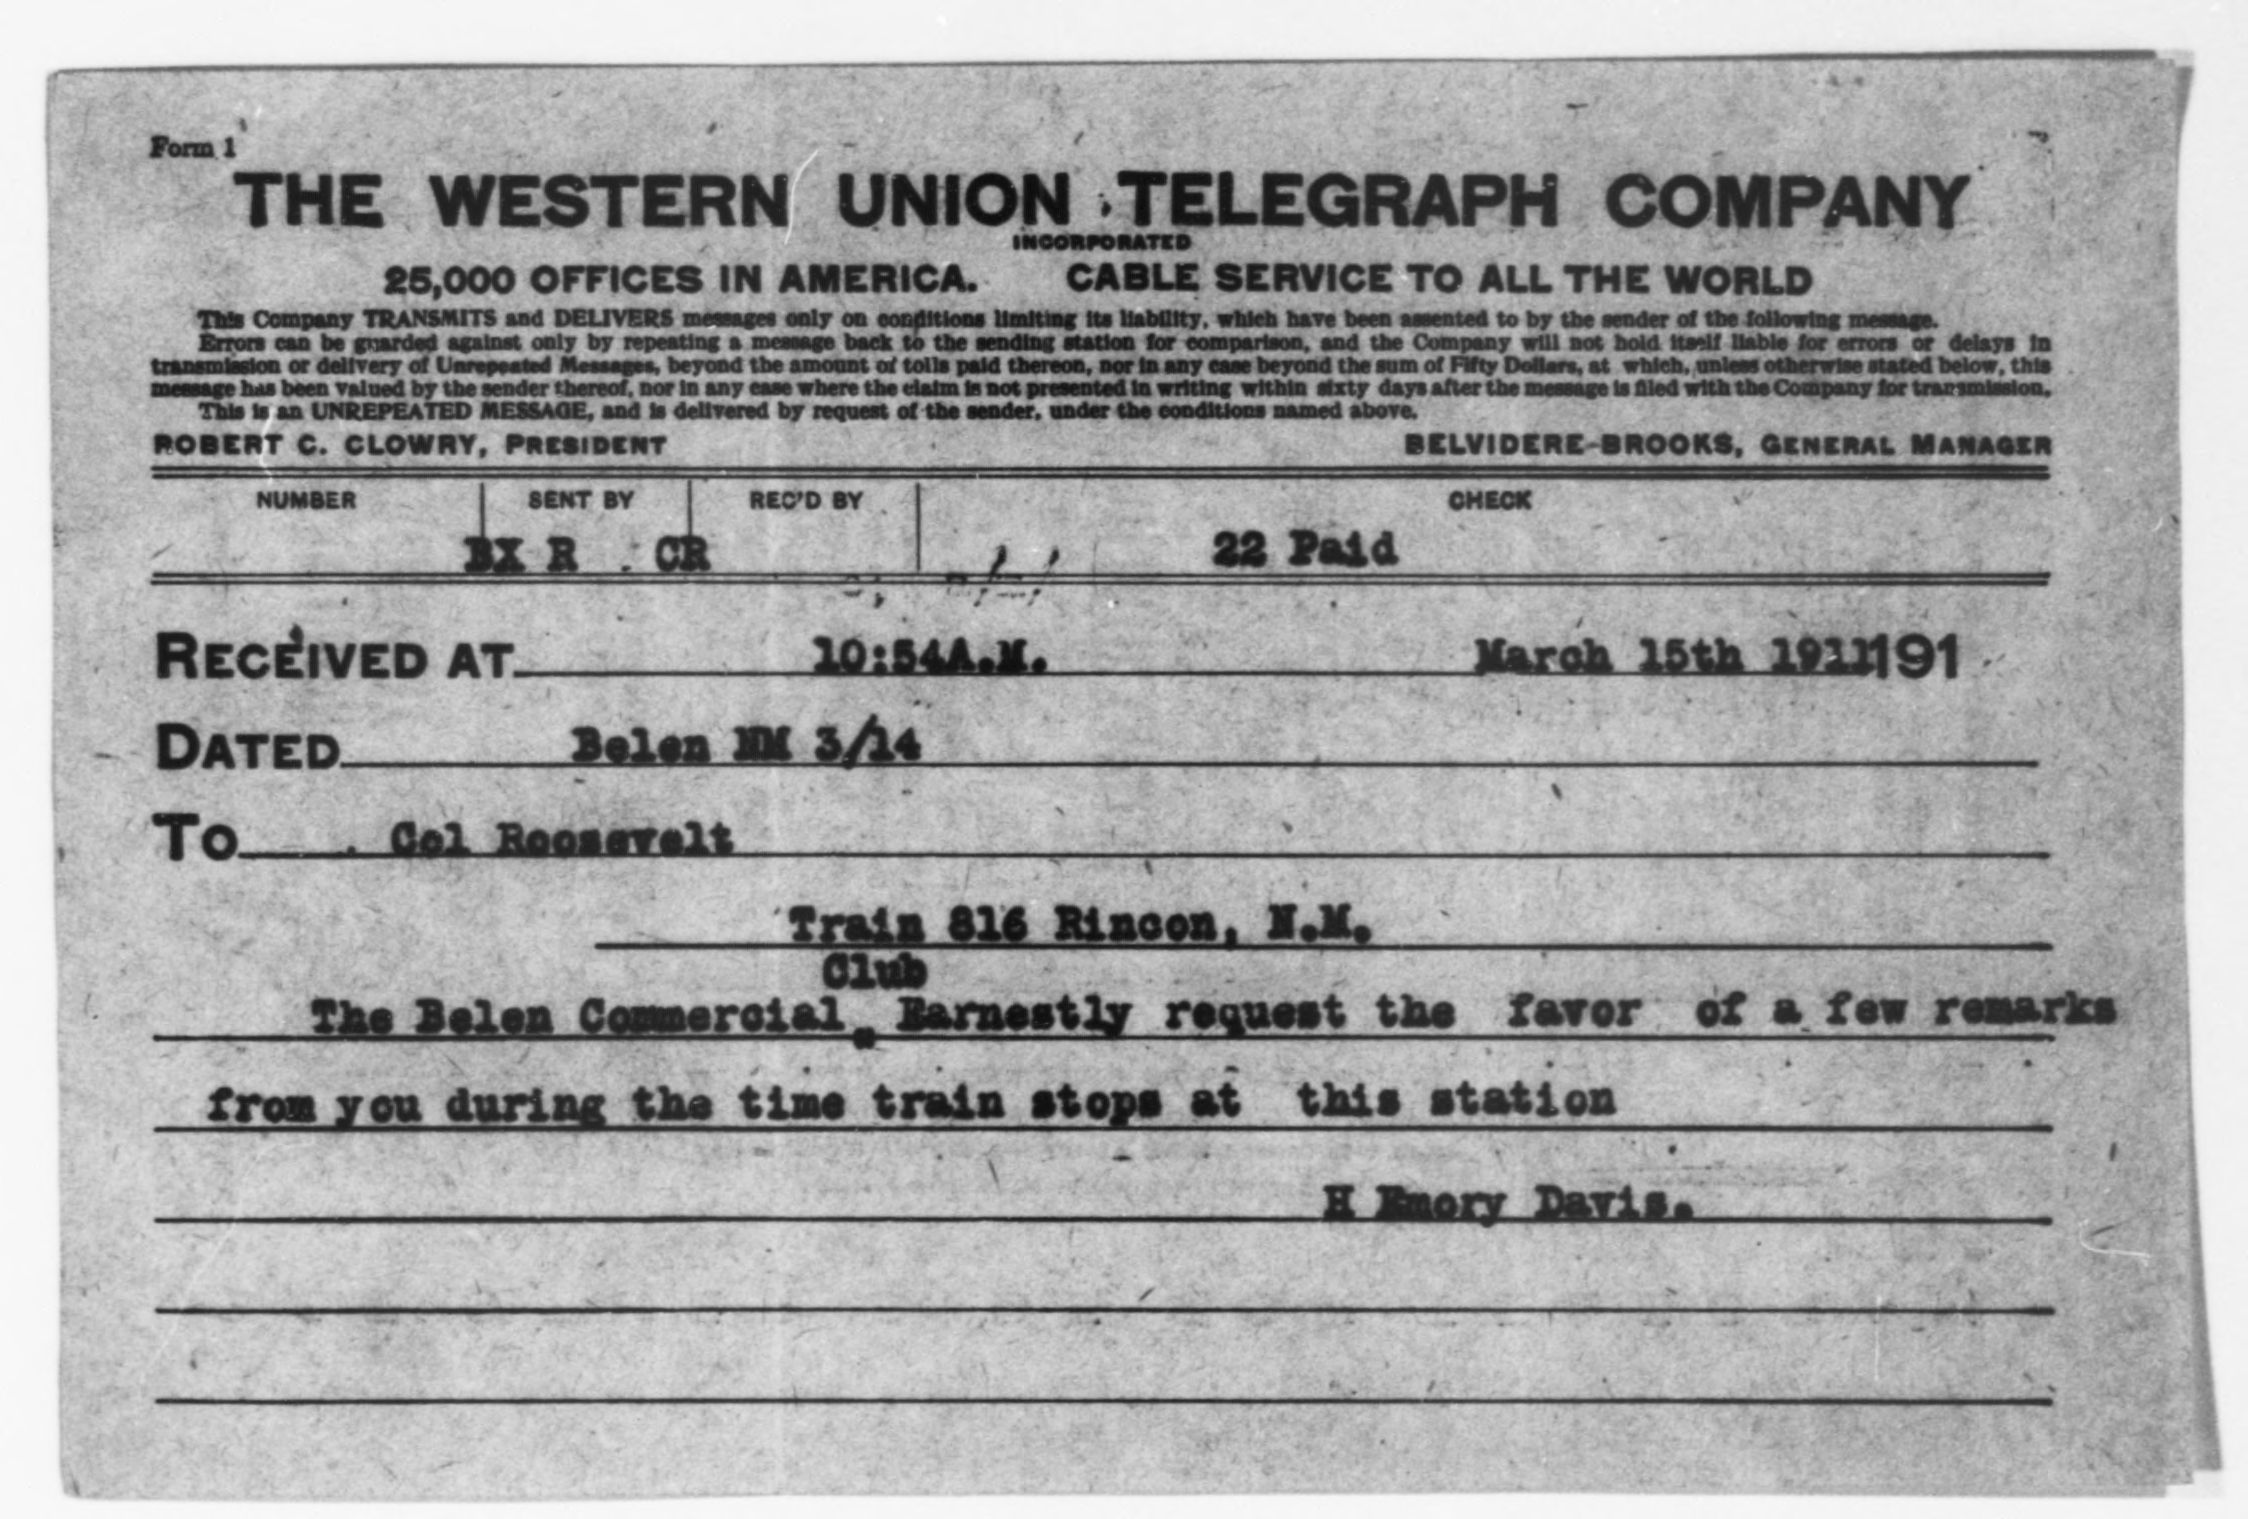 Form 1
THE WESTERN UNION TELEGRAPH COMPANY
INCORPORATED
25,000 OFFICES IN AMERICA. CABLE SERVICE TO ALL THE WORLD
This Company TRANSMITS and DELIVERS messages only on conditions limiting its liability, which have been assented to by the sender of the following message.
Errors can be guarded against only by repeating a message back to the sending station for comparison, and the Company will not hold itself liable for errors or delays in
transmission or delivery of Unrepeated Messages, beyond the amount of tolls paid thereon, nor in any case beyond the sum of Fifty Dollars, at which, unless otherwise stated below, this
message has been valued by the sender thereof, nor in any case where the claim is not presented in writing within sixty days after the message is filed with the Company for transmission.
This is an UNREPEATED MESSAGE, and is delivered by request of the sender, under the conditions named above.
ROBERT C. CLOWRY, PRESIDENT BELVIDERE-BROOKS, GENERAL MANAGER
NUMBER SENT BY REC'D BY CHECK
BX R . CR 22 Paid
RECEIVED AT 10:54A.M. March 15th 1911 191
DATED Belen NM 3/14
TO Col Roosevelt
Train 816 Rincon, N.M.
Club
The Belen Commercial Earnestly request the favor of a few remarks
from you during the time train stops at this station
H Emory Davis.